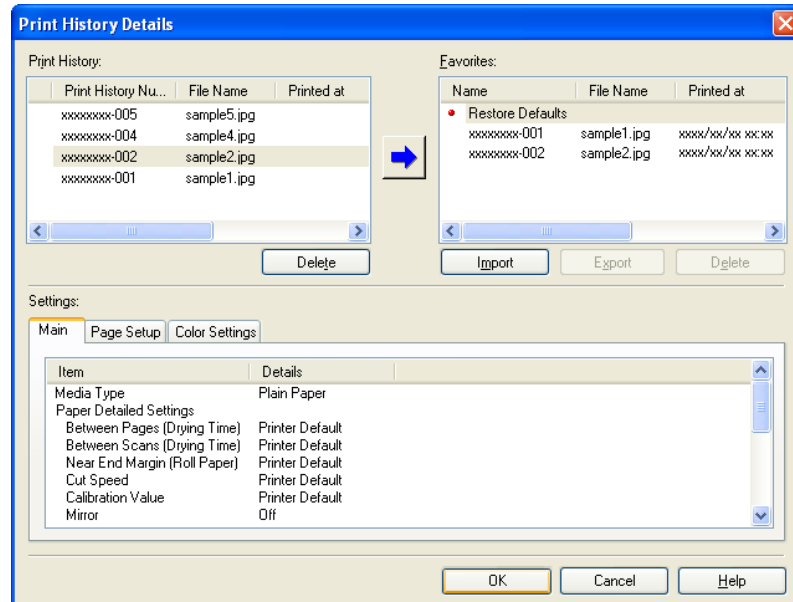 Print History Details
Print History:
Print History Nu... File Name Printed at
xxxxxxxx-005 sample5.jpg
xxxxxxxx-004 sample4.jpg
xxxxxxxx-002 sample2.jpg
xxxxxxxx-001 sample1.jpg
Delete
Favorites:
Name File Name Printed at
Restore Defaults
xxxxxxxx-001 sample1.jpg xxxx/xx/xx xx:xx
xxxxxxxx-002 sample2.jpg xxxx/xx/xx xx:xx
Import Export Delete
Settings:
Main Page Setup Color Settings
Item Details
Media Type Plain Paper
Paper Detailed Settings
Between Pages (Drying Time) Printer Default
Between Scans (Drying Time) Printer Default
Near End Margin (Roll Paper) Printer Default
Cut Speed Printer Default
Calibration Value Printer Default
Mirror Off
OK Cancel Help